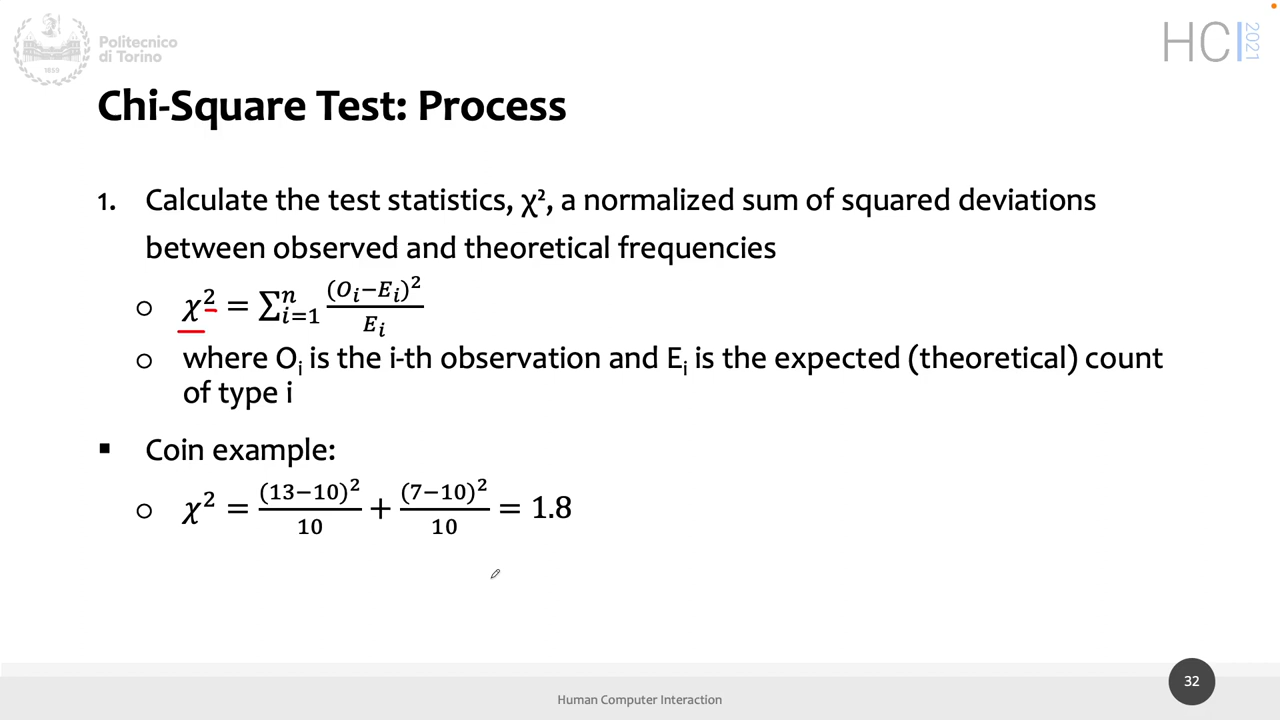 Politecnico
di Torino
1859
HCI 2021
Chi-Square Test: Process
1. Calculate the test statistics, χ², a normalized sum of squared deviations
between observed and theoretical frequencies
○ χ² = ∑ⁿᵢ₌₁ (Oᵢ−Eᵢ)²/Eᵢ
○ where Oᵢ is the i-th observation and Eᵢ is the expected (theoretical) count
of type i
▪ Coin example:
○ χ² = (13−10)²/10 + (7−10)²/10 = 1.8
32
Human Computer Interaction